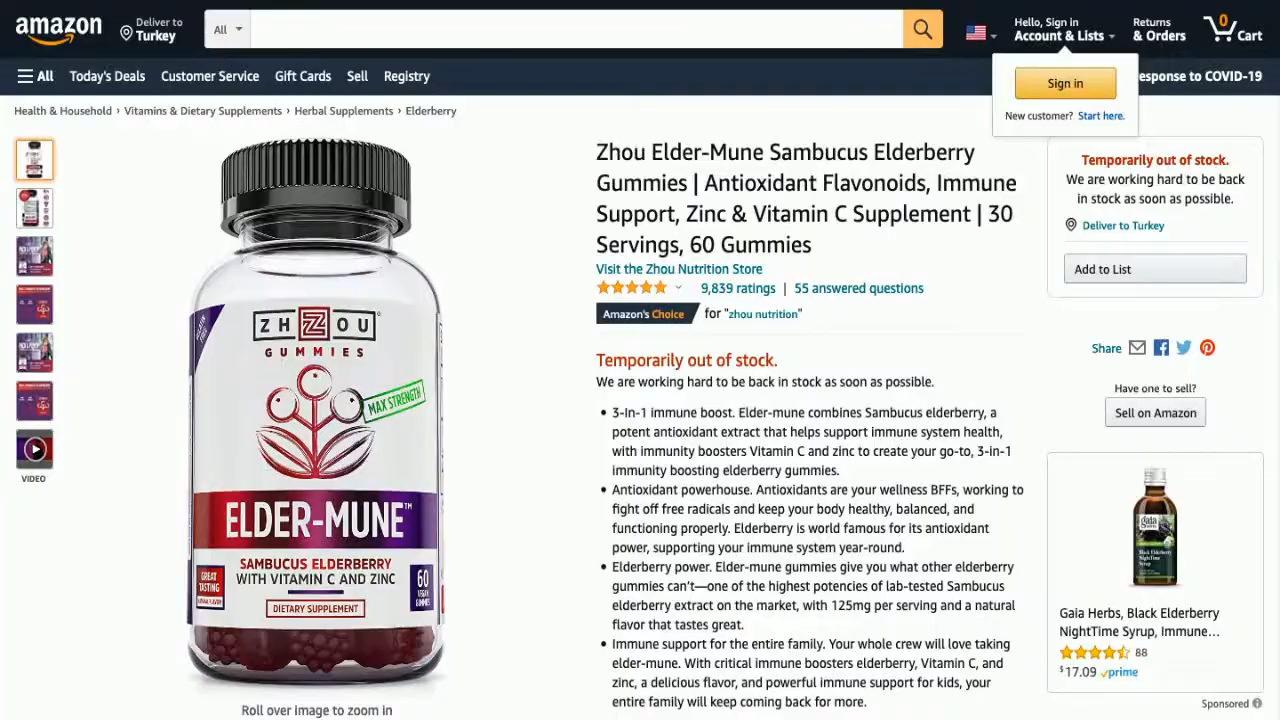 amazon
Deliver to
Turkey
All
Hello, Sign in
Account & Lists
Returns
& Orders
0
Cart
All
Today's Deals
Customer Service
Gift Cards
Sell
Registry
esponse to COVID-19
Sign in
New customer? Start here.
Health & Household › Vitamins & Dietary Supplements › Herbal Supplements › Elderberry
VIDEO
ZHOU
GUMMIES
MAX STRENGTH
ELDER-MUNE™
SAMBUCUS ELDERBERRY
WITH VITAMIN C AND ZINC
GREAT
TASTING
NATURAL FLAVOR
DIETARY SUPPLEMENT
60
VEGAN
GUMMIES
Roll over image to zoom in
Zhou Elder-Mune Sambucus Elderberry
Gummies | Antioxidant Flavonoids, Immune
Support, Zinc & Vitamin C Supplement | 30
Servings, 60 Gummies
Visit the Zhou Nutrition Store
9,839 ratings | 55 answered questions
Amazon's Choice for "zhou nutrition"
Temporarily out of stock.
We are working hard to be back in stock as soon as possible.
• 3-in-1 immune boost. Elder-mune combines Sambucus elderberry, a
potent antioxidant extract that helps support immune system health,
with immunity boosters Vitamin C and zinc to create your go-to, 3-in-1
immunity boosting elderberry gummies.
• Antioxidant powerhouse. Antioxidants are your wellness BFFs, working to
fight off free radicals and keep your body healthy, balanced, and
functioning properly. Elderberry is world famous for its antioxidant
power, supporting your immune system year-round.
• Elderberry power. Elder-mune gummies give you what other elderberry
gummies can't—one of the highest potencies of lab-tested Sambucus
elderberry extract on the market, with 125mg per serving and a natural
flavor that tastes great.
• Immune support for the entire family. Your whole crew will love taking
elder-mune. With critical immune boosters elderberry, Vitamin C, and
zinc, a delicious flavor, and powerful immune support for kids, your
entire family will keep coming back for more.
Temporarily out of stock.
We are working hard to be back
in stock as soon as possible.
Deliver to Turkey
Add to List
Share
Have one to sell?
Sell on Amazon
gaia
Black Elderberry
NightTime
Syrup
Gaia Herbs, Black Elderberry
NightTime Syrup, Immune...
88
$17.09 prime
Sponsored